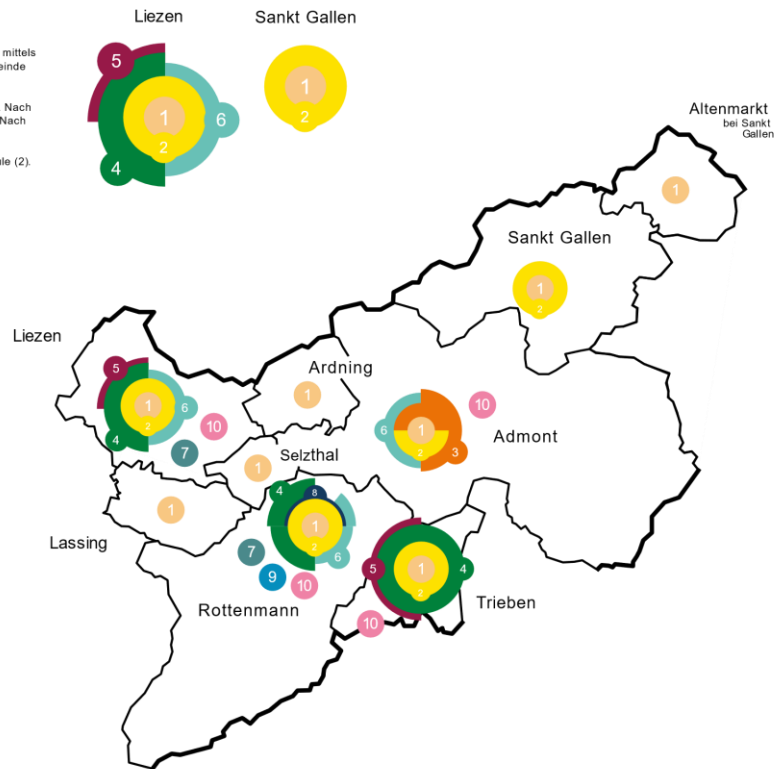 Liezen
Sankt Gallen
mittels
einde
Nach
Nach
ule (2).
5
1
2
6
4
1
2
Altenmarkt
bei Sankt
Gallen
1
Sankt Gallen
1
2
Liezen
5
1
6
2
4
10
7
Ardning
1
Selzthal
1
10
6
1
2
3
Admont
Lassing
1
4
8
1
2
6
7
9
10
Rottenmann
5
1
4
2
Trieben
10